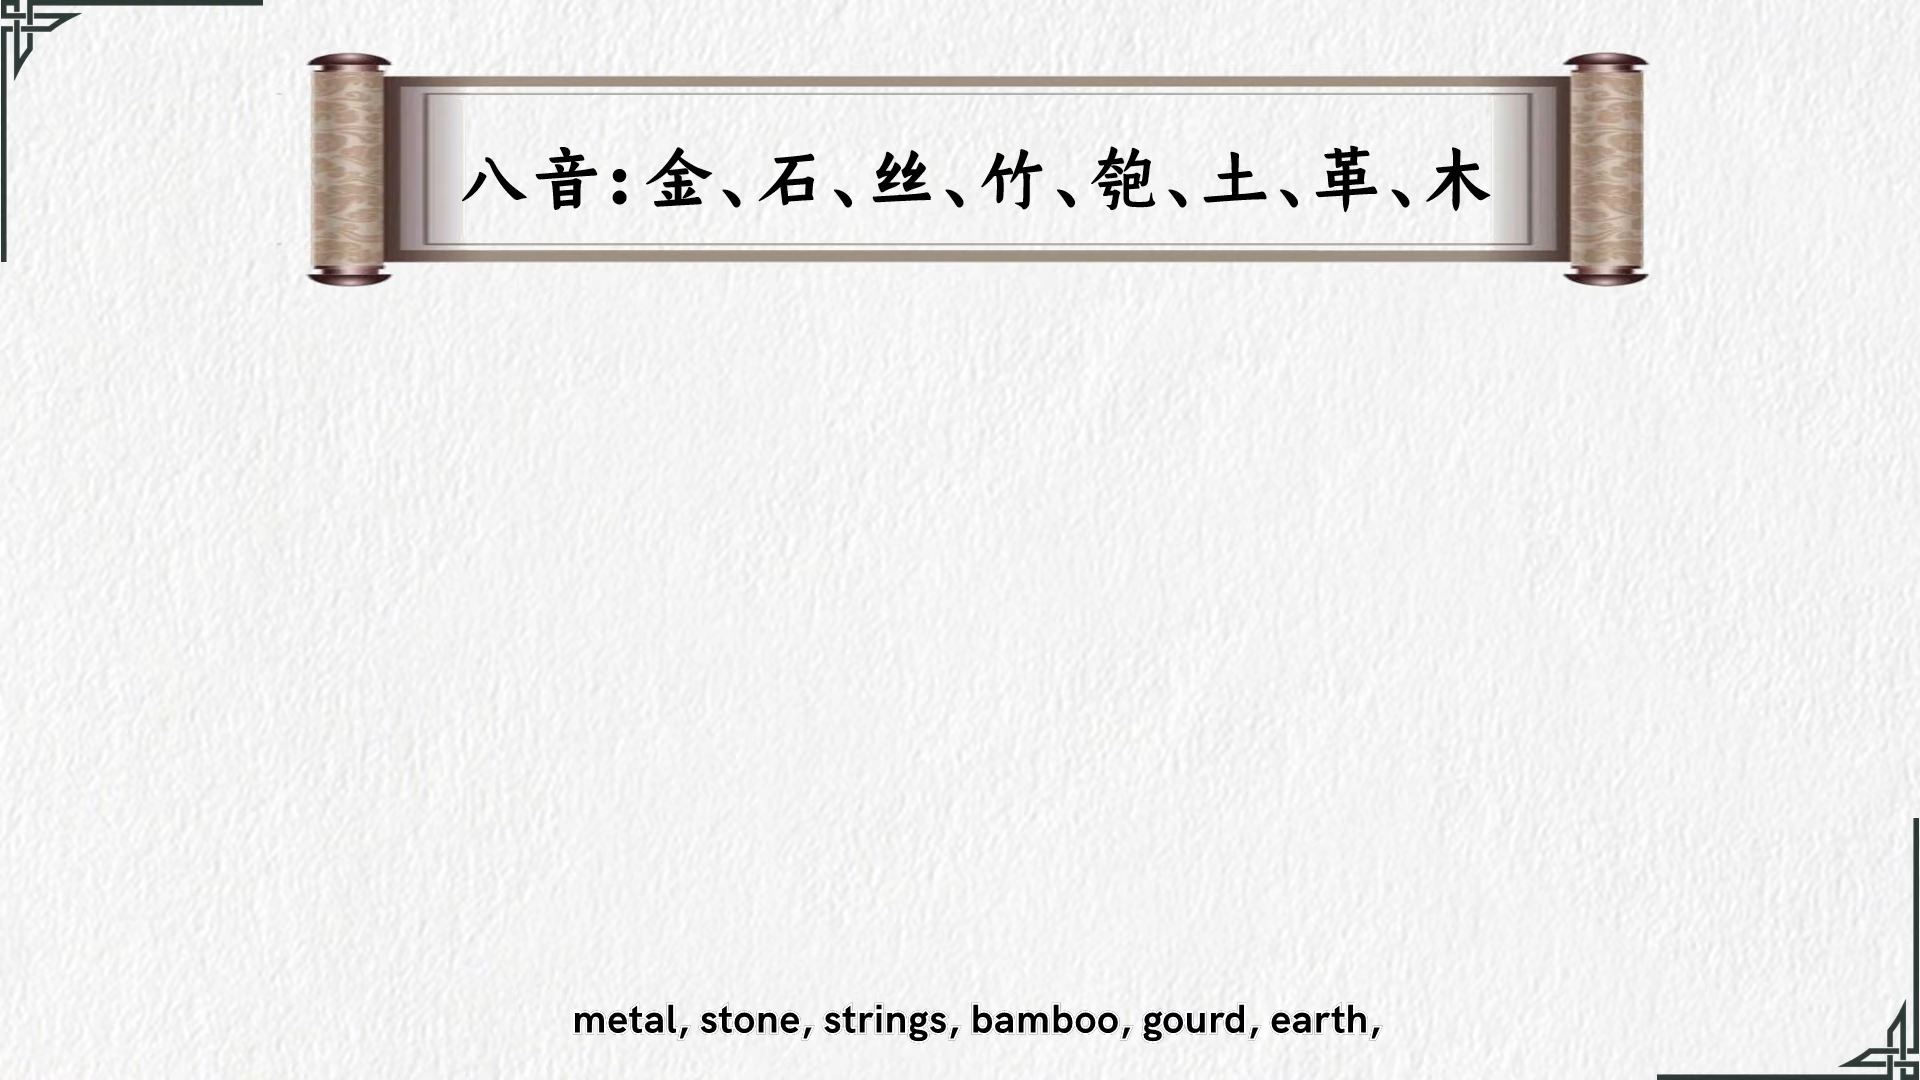 八音:金、石、丝、竹、匏、土、革、木
metal, stone, strings, bamboo, gourd, earth,